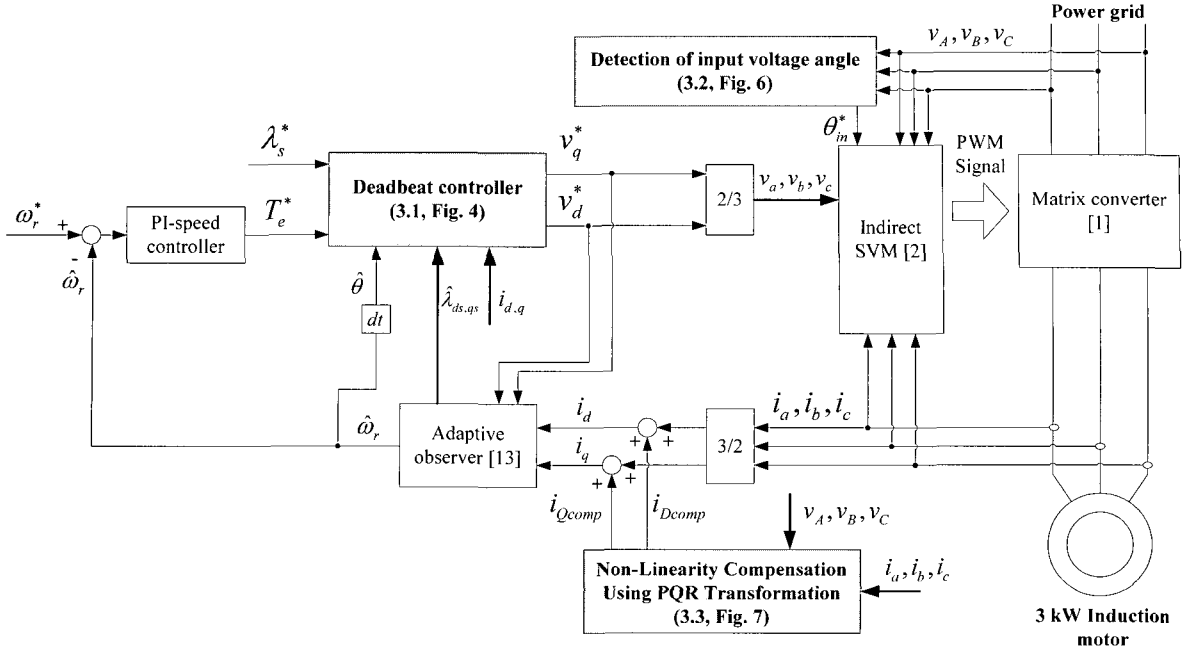 Power grid
v_A, v_B, v_C
Detection of input voltage angle
(3.2, Fig. 6)
θ*_in
λ*_s
v*_q
PWM
Signal
Deadbeat controller
(3.1, Fig. 4)
v*_d
2/3
v_a, v_b, v_c
Matrix converter
[1]
ω*_r
+
-
PI-speed
controller
T*_e
Indirect
SVM [2]
ω̂_r
θ̂
λ̂_ds,qs
i_d,q
dt
ω̂_r
Adaptive
observer [13]
i_d
i_q
+
+
+
+
3/2
i_a, i_b, i_c
i_Qcomp
i_Dcomp
v_A, v_B, v_C
Non-Linearity Compensation
Using PQR Transformation
(3.3, Fig. 7)
i_a, i_b, i_c
3 kW Induction
motor